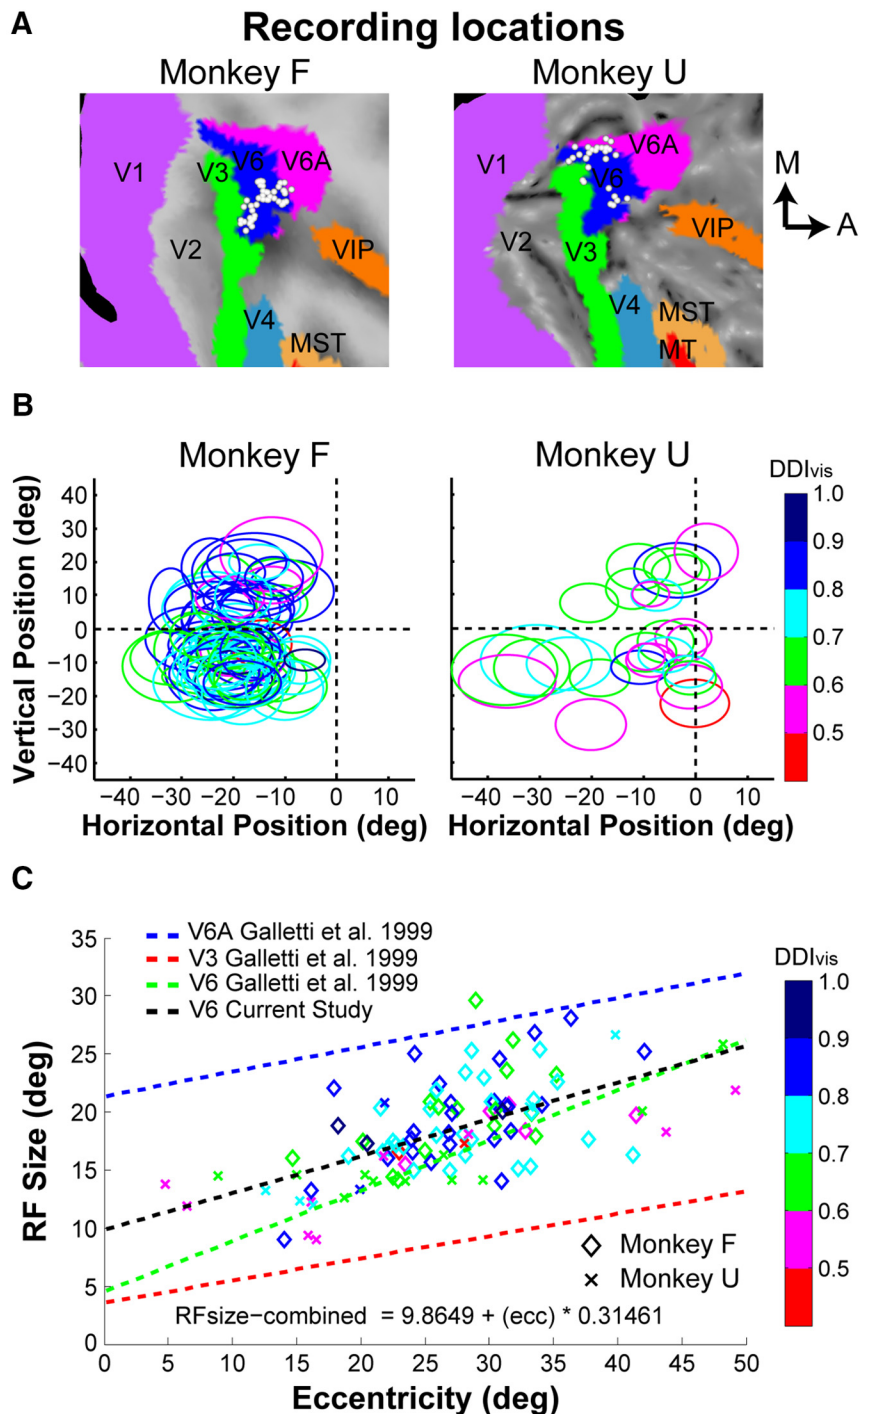 A
Recording locations
Monkey F
Monkey U
V1
V2
V3
V6
V6A
VIP
V4
MST
V1
V2
V3
V6
V6A
VIP
V4
MST
MT
M
A
B
Monkey F
Monkey U
DDIvis
Vertical Position (deg)
40
30
20
10
0
−10
−20
−30
−40
−40 −30 −20 −10 0 10
−40 −30 −20 −10 0 10
Horizontal Position (deg)
Horizontal Position (deg)
1.0
0.9
0.8
0.7
0.6
0.5
C
V6A Galletti et al. 1999
V3 Galletti et al. 1999
V6 Galletti et al. 1999
V6 Current Study
DDIvis
1.0
0.9
0.8
0.7
0.6
0.5
RF Size (deg)
35
30
25
20
15
10
5
0
Monkey F
Monkey U
RFsize−combined = 9.8649 + (ecc) * 0.31461
0 5 10 15 20 25 30 35 40 45 50
Eccentricity (deg)